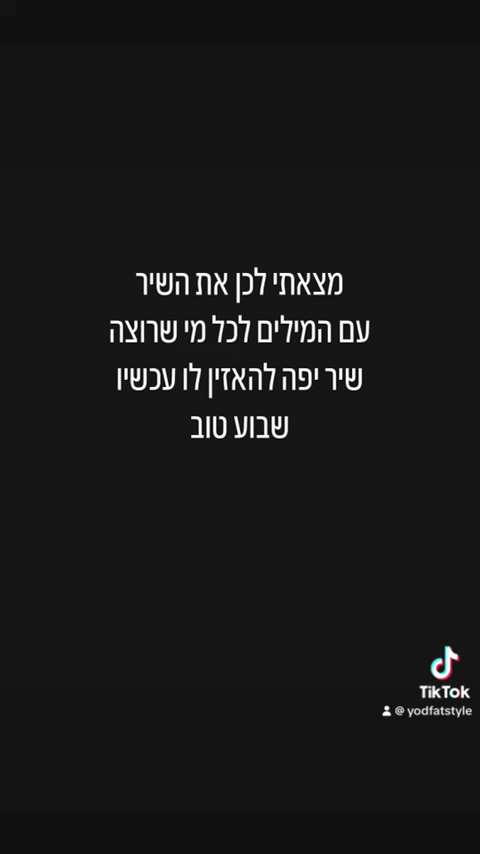 מצאתי לכן את השיר
עם המילים לכל מי שרוצה
שיר יפה להאזין לו עכשיו
שבוע טוב
TikTok
@ yodfatstyle